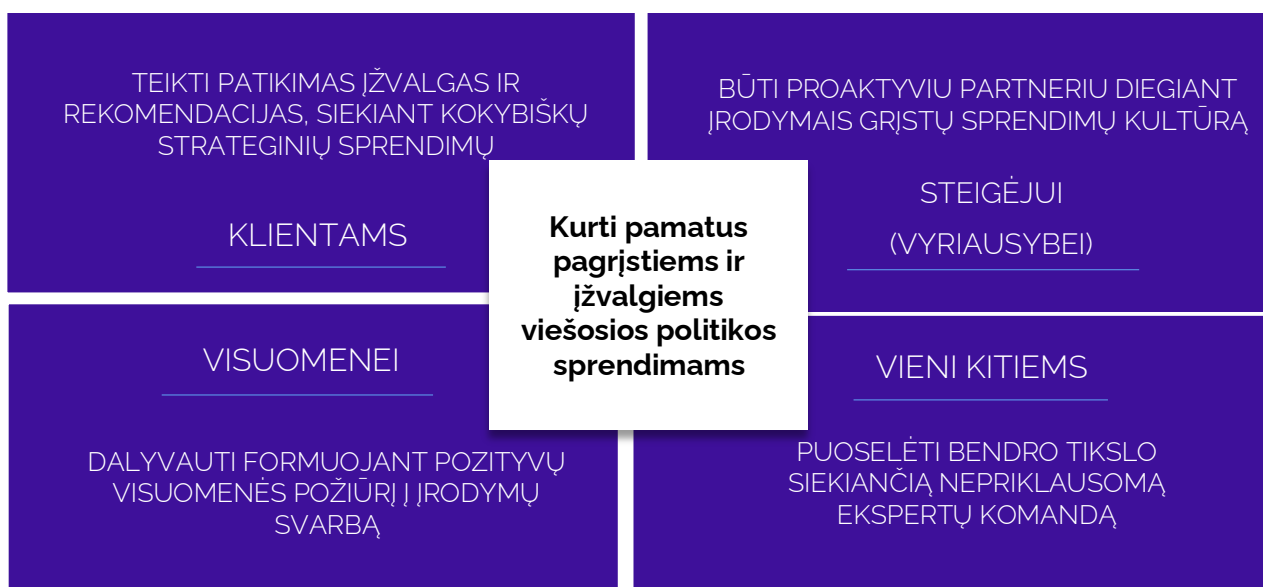 TEIKTI PATIKIMAS ĮŽVALGAS IR
REKOMENDACIJAS, SIEKIANT KOKYBIŠKŲ
STRATEGINIŲ SPRENDIMŲ
KLIENTAMS
BŪTI PROAKTYVIU PARTNERIU DIEGIANT
ĮRODYMAIS GRĮSTŲ SPRENDIMŲ KULTŪRĄ
STEIGĖJUI
(VYRIAUSYBEI)
Kurti pamatus
pagrįstiems ir
įžvalgiems
viešosios politikos
sprendimams
VISUOMENEI
DALYVAUTI FORMUOJANT POZITYVŲ
VISUOMENĖS POŽIŪRĮ Į ĮRODYMŲ
SVARBĄ
VIENI KITIEMS
PUOSELĖTI BENDRO TIKSLO
SIEKIANČIĄ NEPRIKLAUSOMĄ
EKSPERTŲ KOMANDĄ